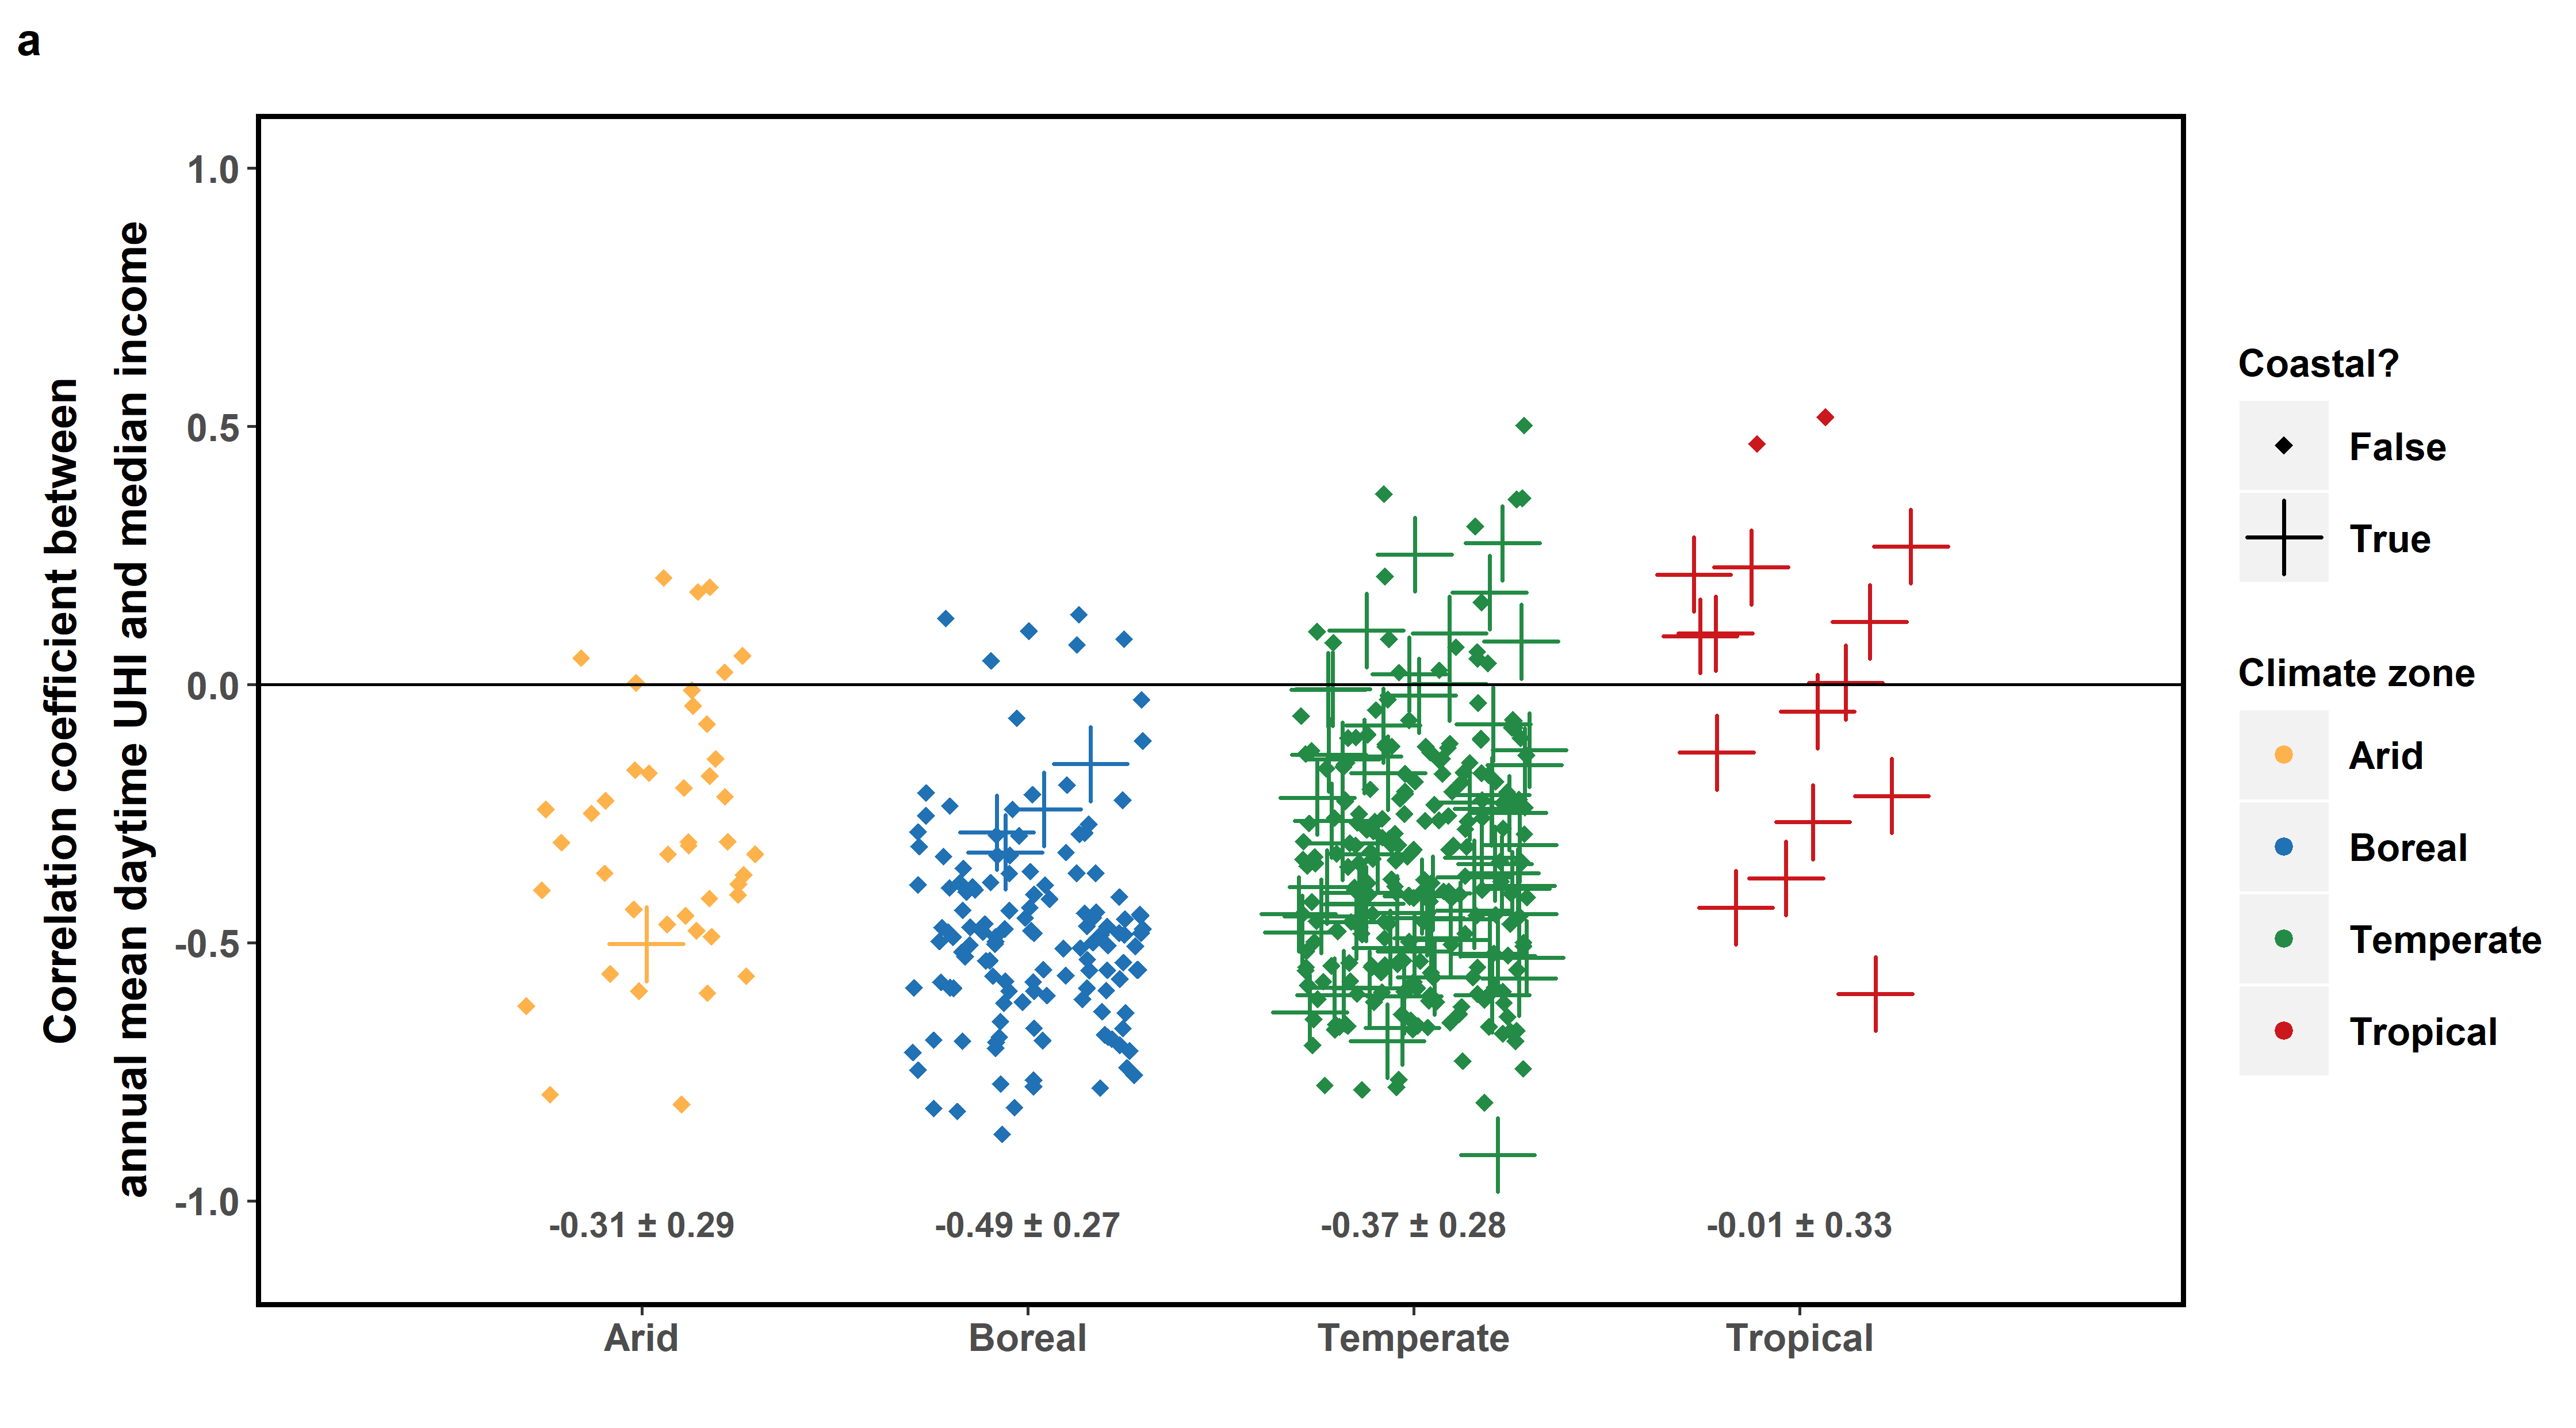 a
Correlation coefficient between
annual mean daytime UHI and median income
1.0
0.5
0.0
-0.5
-1.0
-0.31 ± 0.29
-0.49 ± 0.27
-0.37 ± 0.28
-0.01 ± 0.33
Arid
Boreal
Temperate
Tropical
Coastal?
False
True
Climate zone
Arid
Boreal
Temperate
Tropical